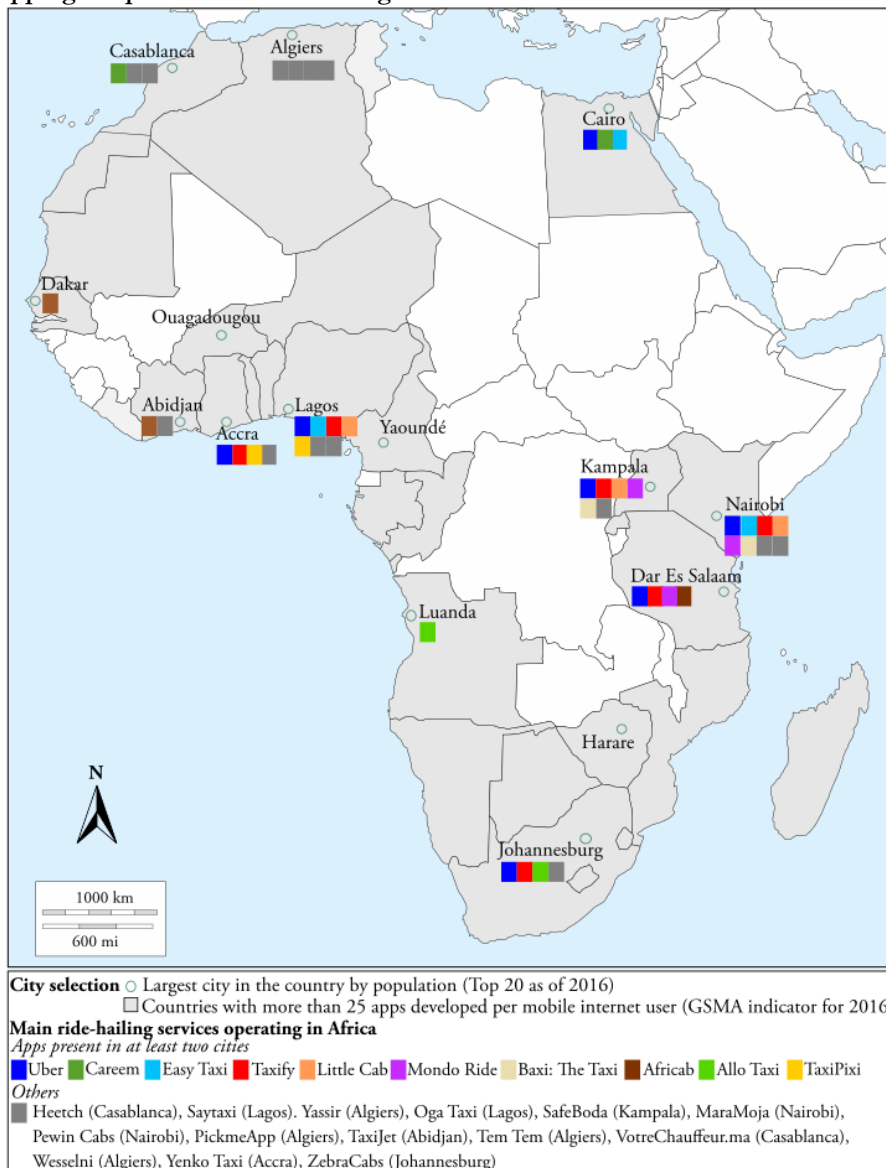 Casablanca
Algiers
Cairo
Dakar
Ouagadougou
Abidjan
Accra
Lagos
Yaoundé
Kampala
Nairobi
Dar Es Salaam
Luanda
Harare
Johannesburg
N
1000 km
600 mi
City selection Largest city in the country by population (Top 20 as of 2016)
Countries with more than 25 apps developed per mobile internet user (GSMA indicator for 2016
Main ride-hailing services operating in Africa
Apps present in at least two cities
Uber Careem Easy Taxi Taxify Little Cab Mondo Ride Baxi: The Taxi Africab Allo Taxi TaxiPixi
Others
Heetch (Casablanca), Saytaxi (Lagos). Yassir (Algiers), Oga Taxi (Lagos), SafeBoda (Kampala), MaraMoja (Nairobi),
Pewin Cabs (Nairobi), PickmeApp (Algiers), TaxiJet (Abidjan), Tem Tem (Algiers), VotreChauffeur.ma (Casablanca),
Wesselni (Algiers), Yenko Taxi (Accra), ZebraCabs (Johannesburg)